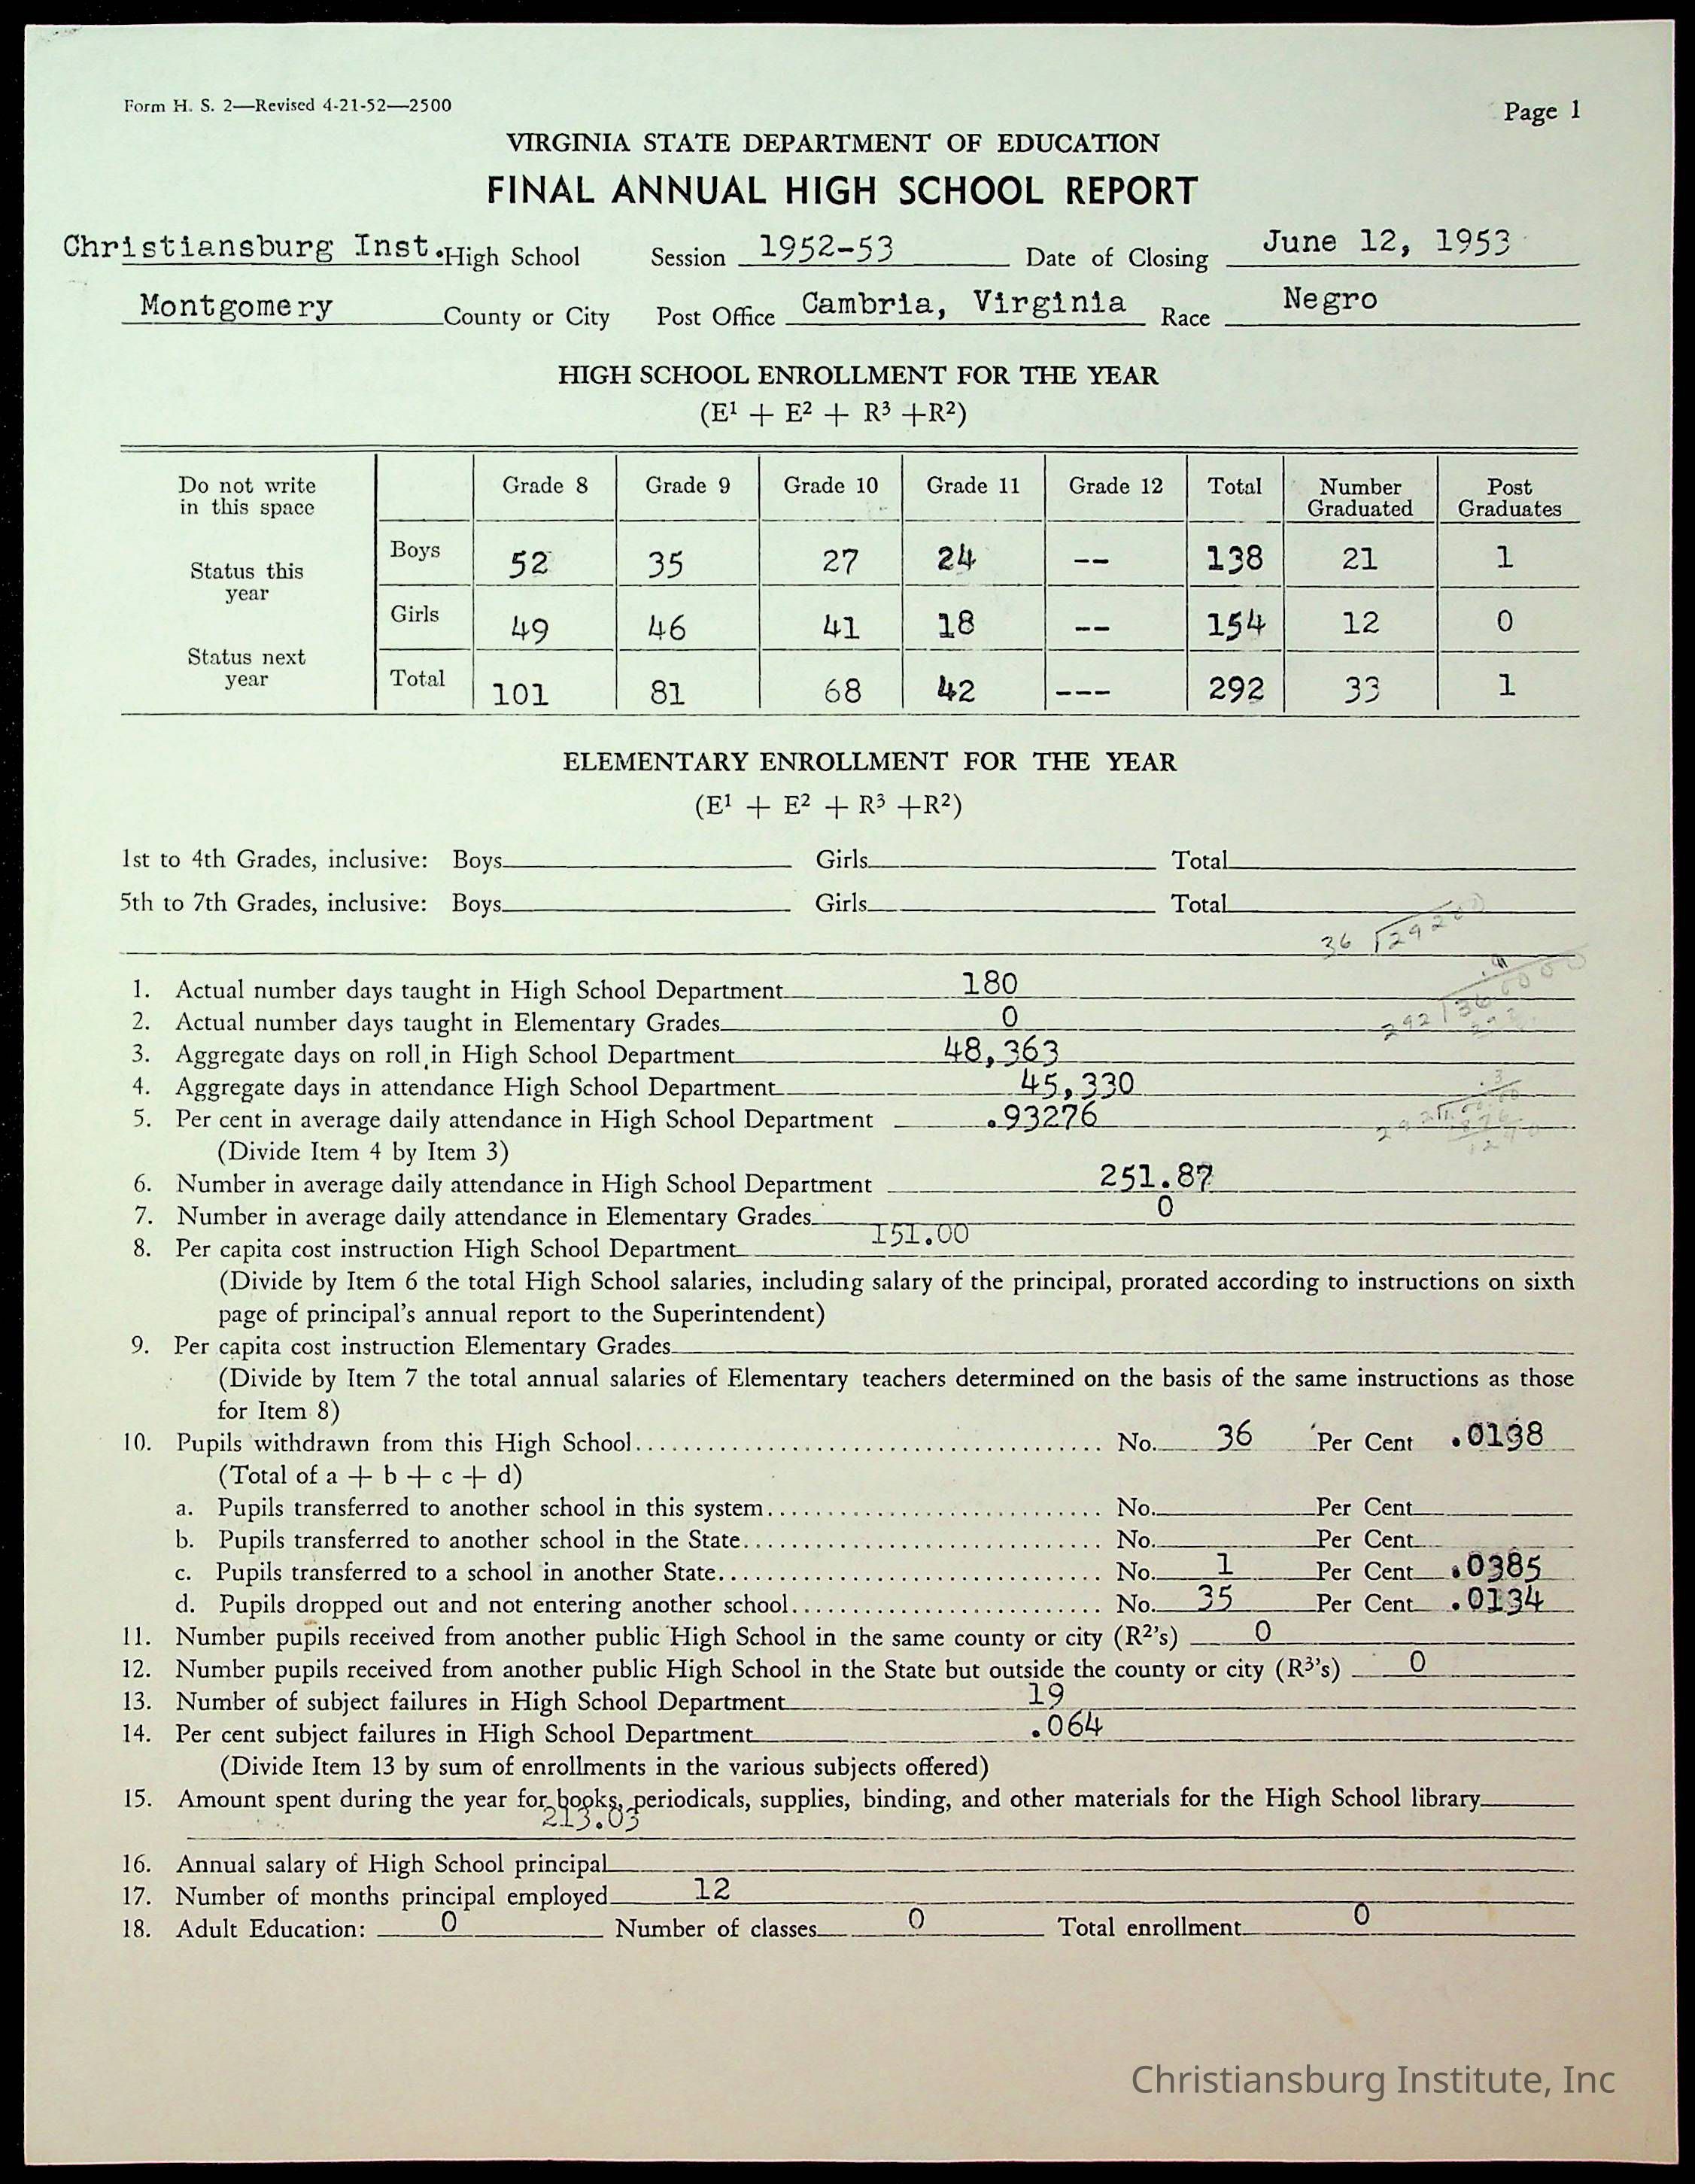 Form H. S. 2—Revised 4-21-52—2500
Page 1
VIRGINIA STATE DEPARTMENT OF EDUCATION
FINAL ANNUAL HIGH SCHOOL REPORT
Christiansburg Inst. High School Session 1952-53 Date of Closing June 12, 1953
Montgomery County or City Post Office Cambria, Virginia Race Negro
HIGH SCHOOL ENROLLMENT FOR THE YEAR
(E¹ + E² + R³ +R²)
Do not write in this space Grade 8 Grade 9 Grade 10 Grade 11 Grade 12 Total Number Graduated Post Graduates
Status this year
Boys 52 35 27 24 -- 138 21 1
Girls 49 46 41 18 -- 154 12 0
Status next year
Total 101 81 68 42 --- 292 33 1
ELEMENTARY ENROLLMENT FOR THE YEAR
(E¹ + E² + R³ +R²)
1st to 4th Grades, inclusive: Boys Girls Total
5th to 7th Grades, inclusive: Boys Girls Total
36 29200
1. Actual number days taught in High School Department 180
2. Actual number days taught in Elementary Grades 0
292
3. Aggregate days on roll in High School Department 48,363
4. Aggregate days in attendance High School Department 45,330
5. Per cent in average daily attendance in High School Department .93276
292
(Divide Item 4 by Item 3)
6. Number in average daily attendance in High School Department 251.87
7. Number in average daily attendance in Elementary Grades 0
8. Per capita cost instruction High School Department 151.00
(Divide by Item 6 the total High School salaries, including salary of the principal, prorated according to instructions on sixth
page of principal's annual report to the Superintendent)
9. Per capita cost instruction Elementary Grades
(Divide by Item 7 the total annual salaries of Elementary teachers determined on the basis of the same instructions as those
for Item 8)
10. Pupils withdrawn from this High School No. 36 Per Cent .0198
(Total of a + b + c + d)
a. Pupils transferred to another school in this system No. Per Cent
b. Pupils transferred to another school in the State No. Per Cent
c. Pupils transferred to a school in another State No. 1 Per Cent .0385
d. Pupils dropped out and not entering another school No. 35 Per Cent .0134
11. Number pupils received from another public High School in the same county or city (R²'s) 0
12. Number pupils received from another public High School in the State but outside the county or city (R³'s) 0
13. Number of subject failures in High School Department 19
14. Per cent subject failures in High School Department .064
(Divide Item 13 by sum of enrollments in the various subjects offered)
15. Amount spent during the year for books, periodicals, supplies, binding, and other materials for the High School library
213.03
16. Annual salary of High School principal
17. Number of months principal employed 12
18. Adult Education: 0 Number of classes 0 Total enrollment 0
Christiansburg Institute, Inc